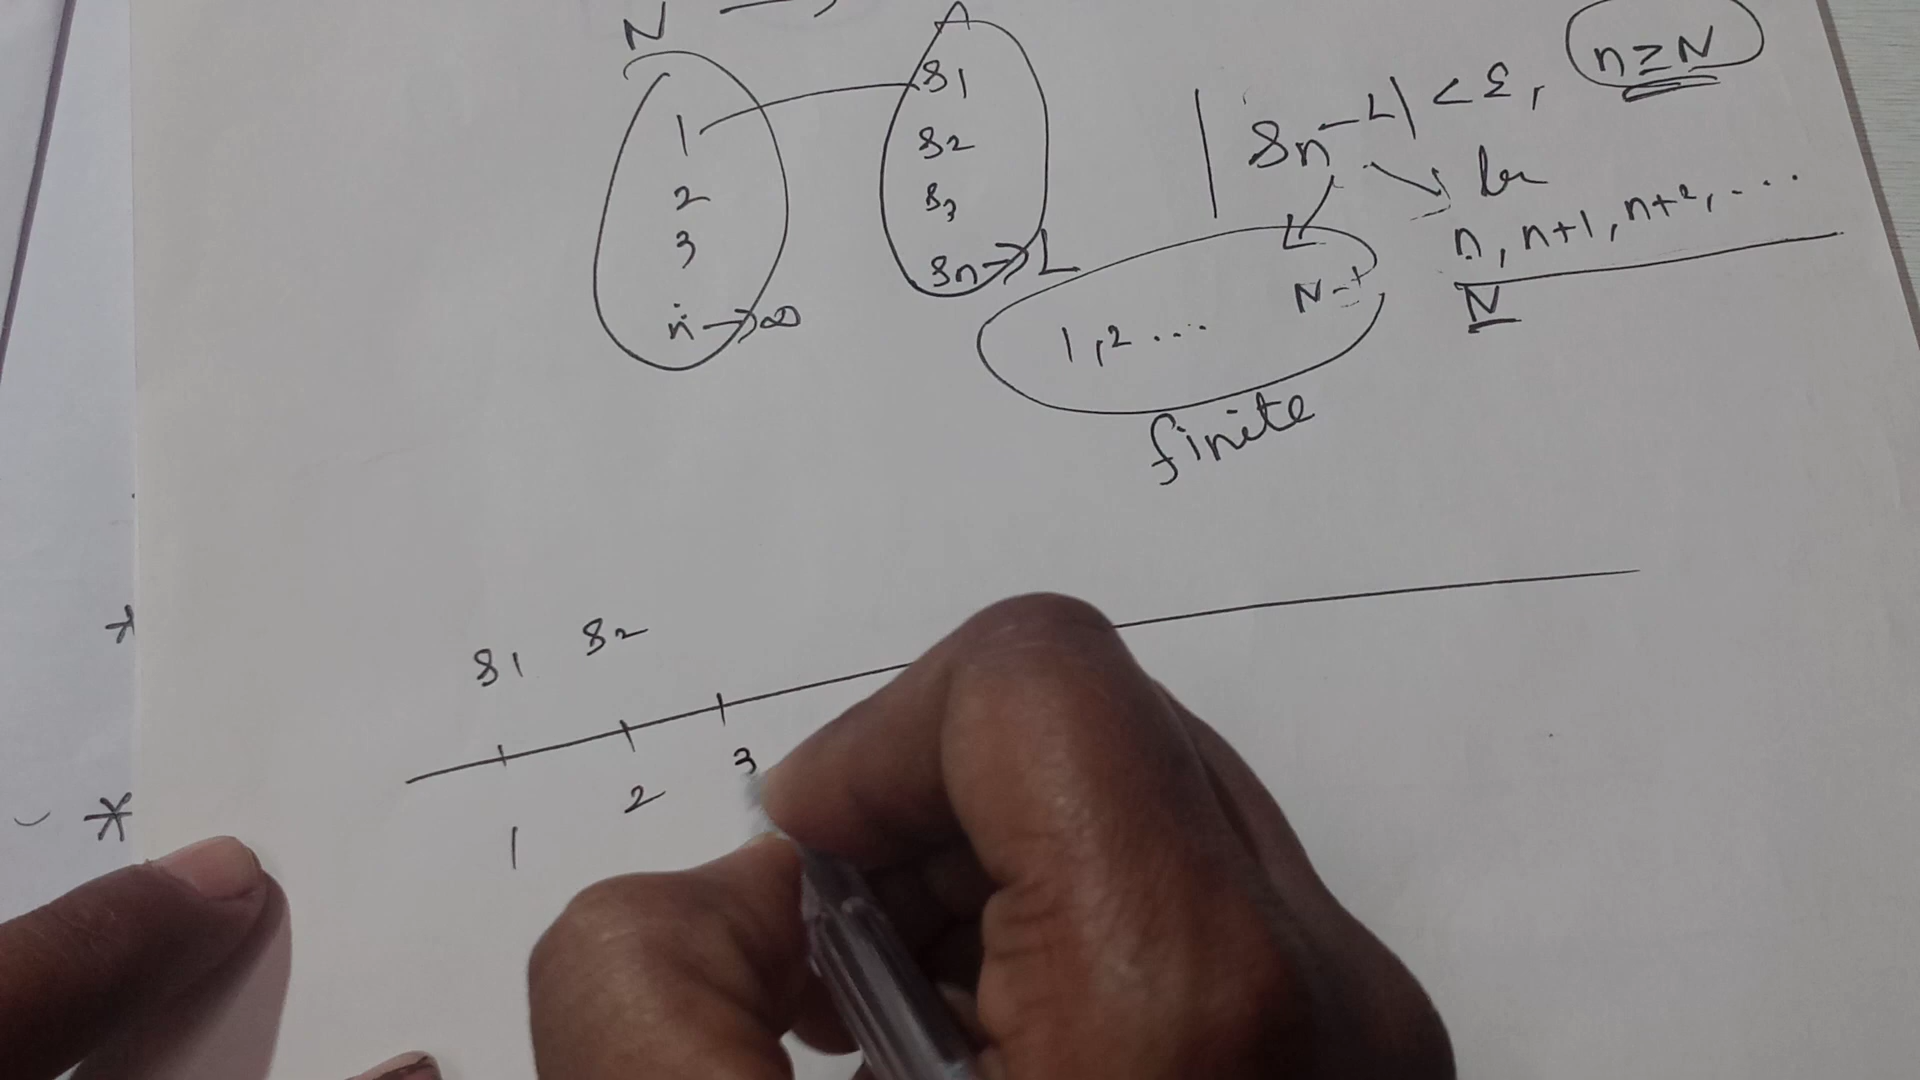 N → A
1
2
3
n → ∞
s1
s2
s3
sn → L
|sn - L| < ε, n ≥ N
n, n+1, n+2, ....
N
1, 2 .... N-1
finite
s1 s2
1 2 3
*
*